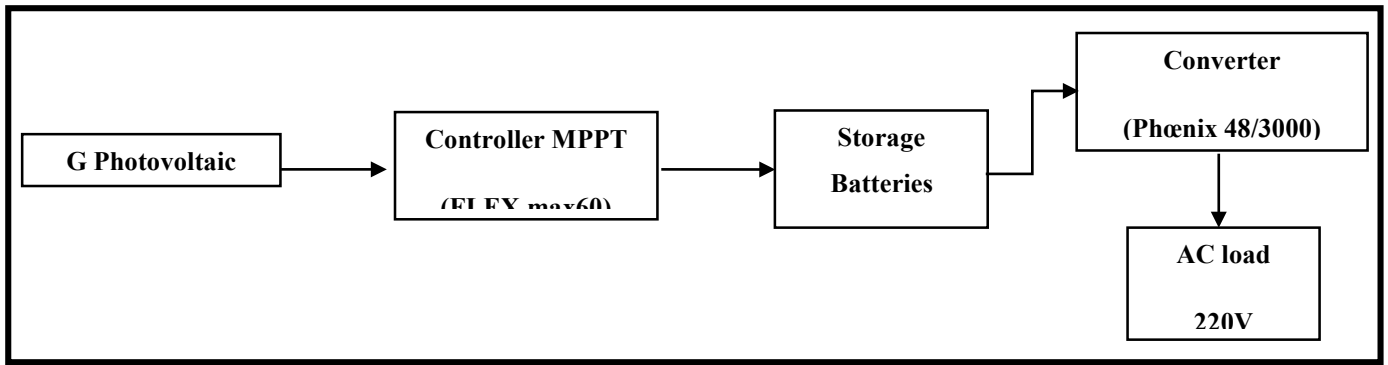 G Photovoltaic
Controller MPPT
(FLEX max60)
Storage
Batteries
Converter
(Phœnix 48/3000)
AC load
220V